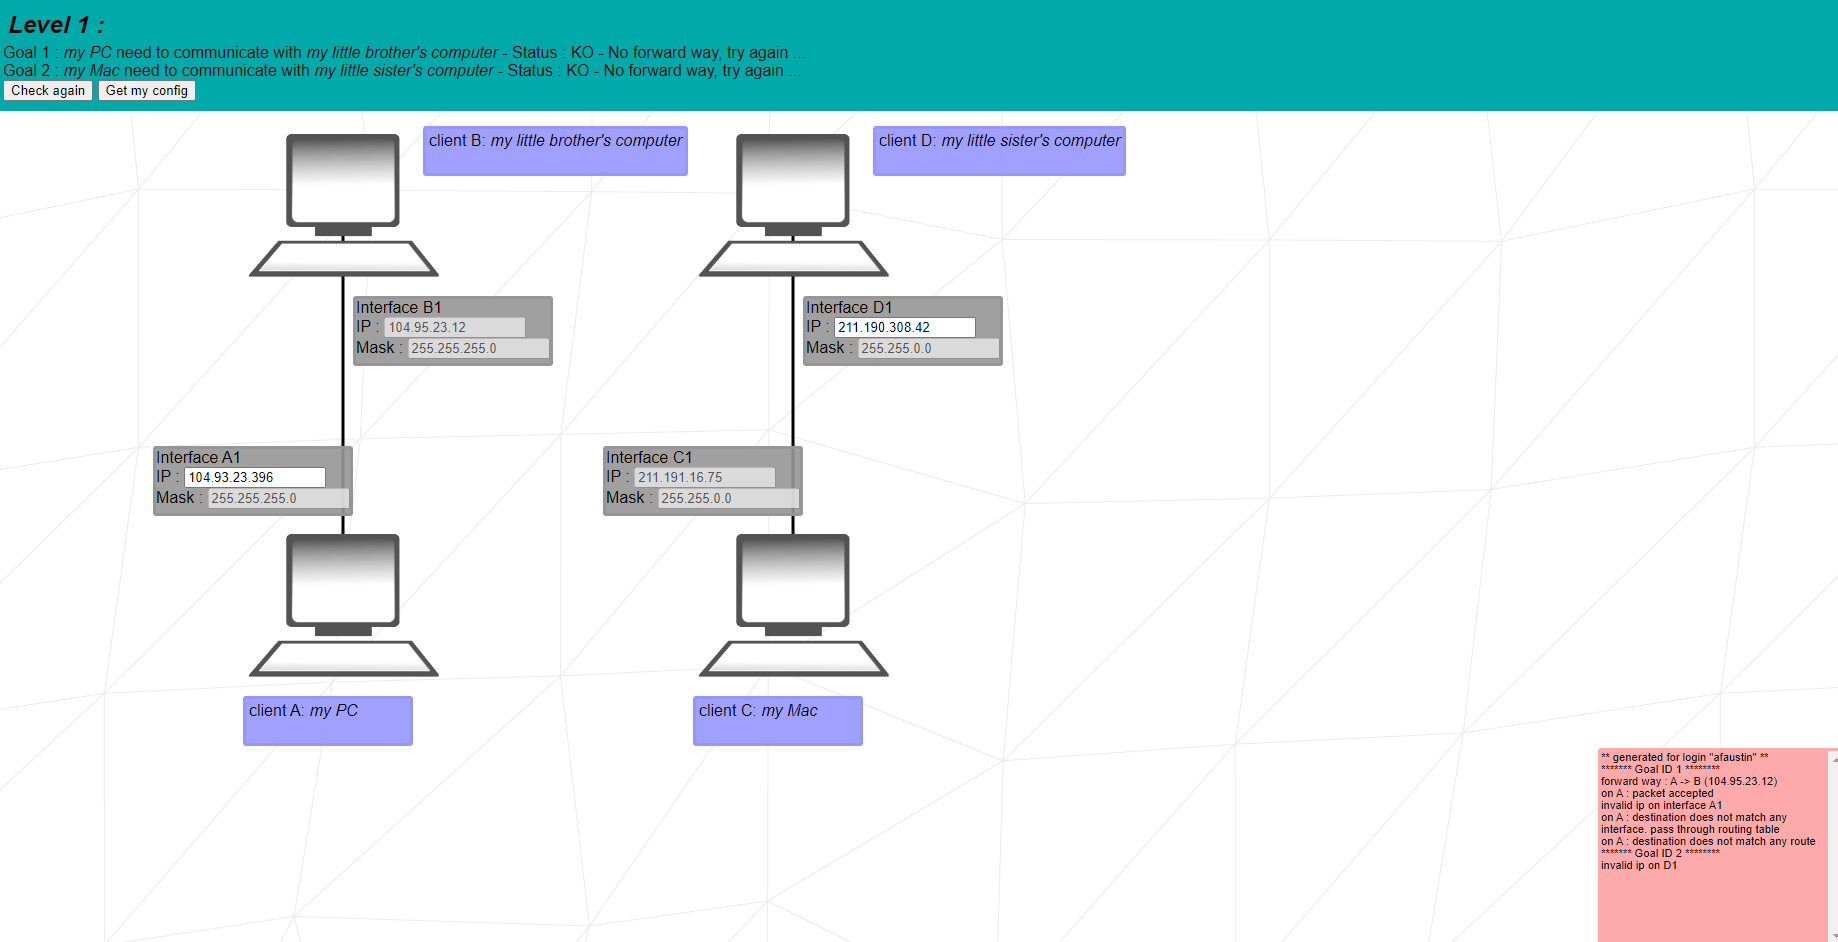 Level 1 :
Goal 1 : my PC need to communicate with my little brother's computer - Status : KO - No forward way, try again ...
Goal 2 : my Mac need to communicate with my little sister's computer - Status : KO - No forward way, try again ...
Check again Get my config
client B: my little brother's computer
client D: my little sister's computer
Interface B1
IP : 104.95.23.12
Mask : 255.255.255.0
Interface D1
IP : 211.190.308.42
Mask : 255.255.0.0
Interface A1
IP : 104.93.23.396
Mask : 255.255.255.0
Interface C1
IP : 211.191.16.75
Mask : 255.255.0.0
client A: my PC
client C: my Mac
** generated for login "afaustin" **
******* Goal ID 1 ********
forward way : A -> B (104.95.23.12)
on A : packet accepted
invalid ip on interface A1
on A : destination does not match any
interface. pass through routing table
on A : destination does not match any route
******* Goal ID 2 ********
invalid ip on D1